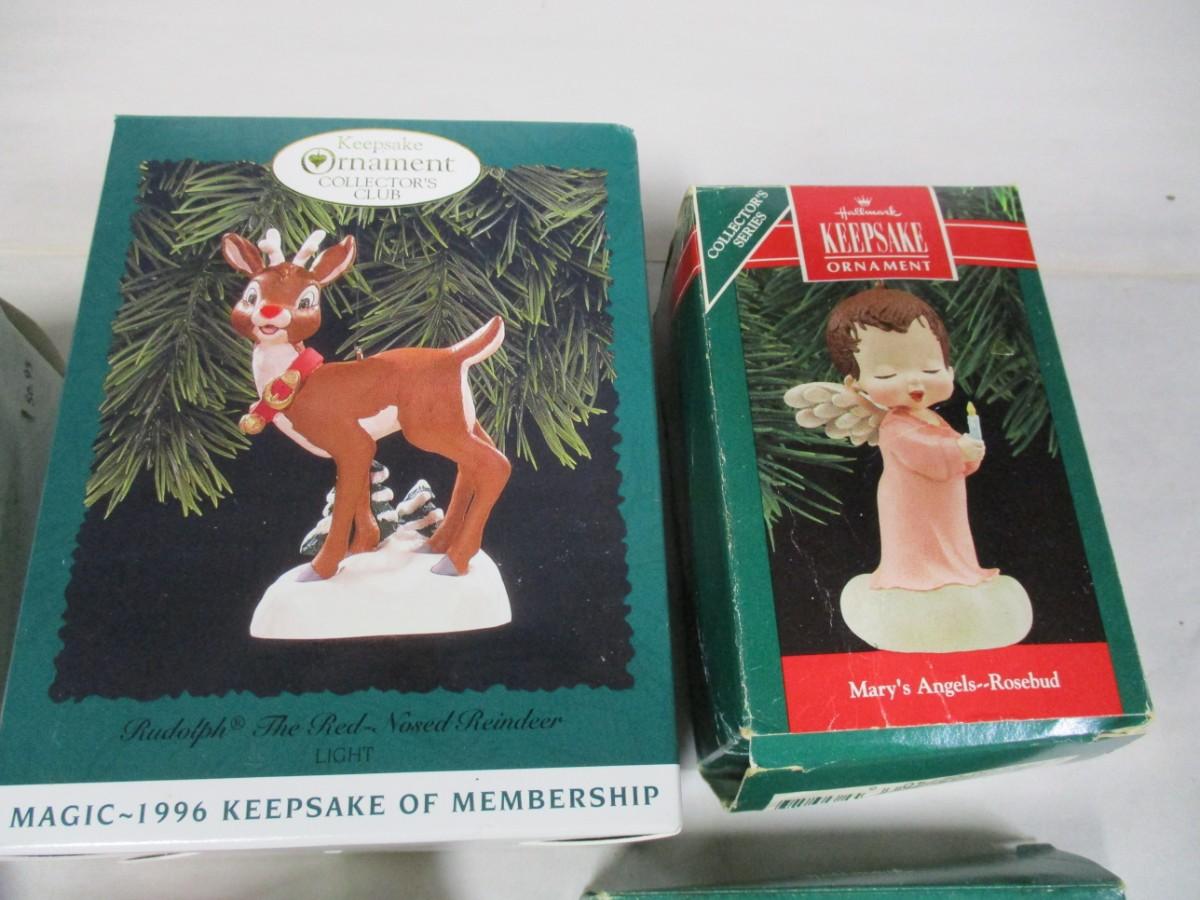 Keepsake
Ornament
COLLECTOR'S
CLUB
Rudolph® The Red-Nosed Reindeer
LIGHT
MAGIC~1996 KEEPSAKE OF MEMBERSHIP
COLLECTOR'S
SERIES
Hallmark
KEEPSAKE
ORNAMENT
Mary's Angels--Rosebud